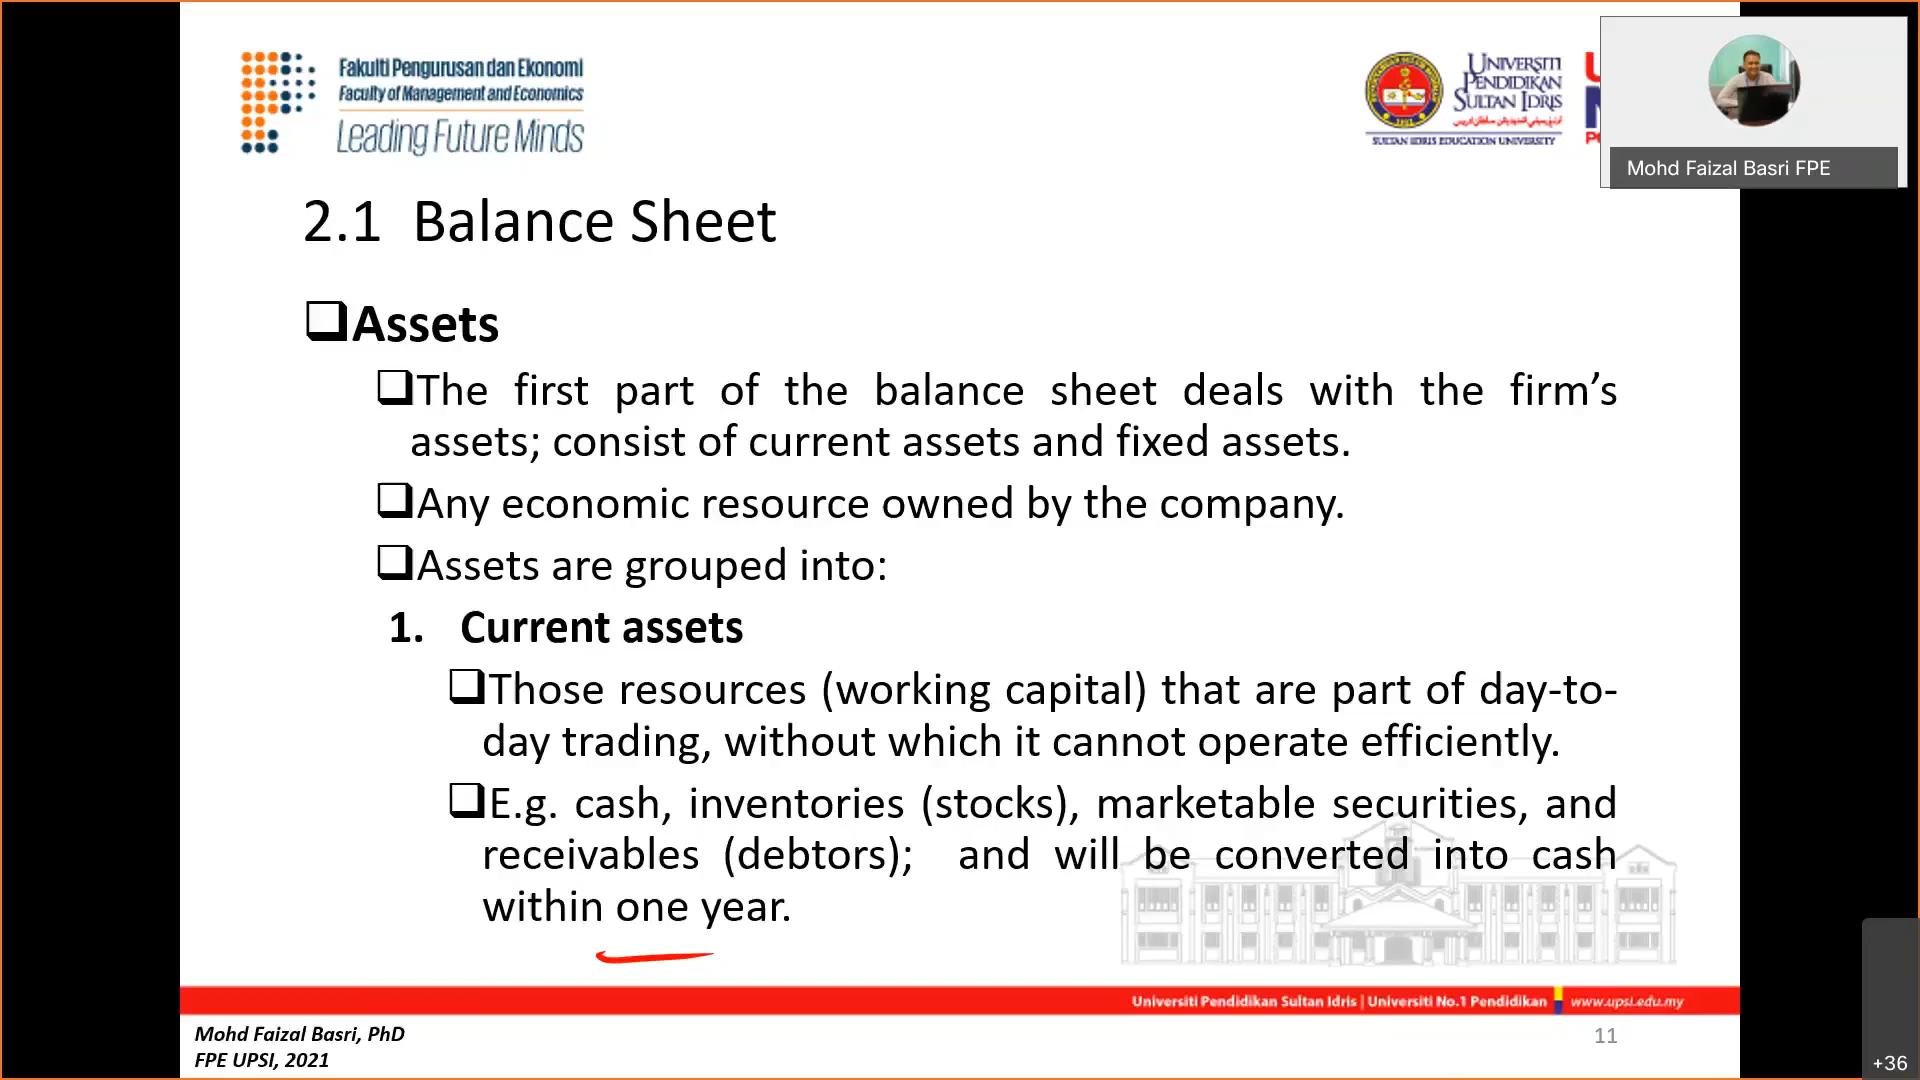 Fakulti Pengurusan dan Ekonomi
Faculty of Management and Economics
Leading Future Minds
UNIVERSITI
PENDIDIKAN
SULTAN IDRIS
SULTAN IDRIS EDUCATION UNIVERSITY
Mohd Faizal Basri FPE
2.1 Balance Sheet
❑Assets
❑The first part of the balance sheet deals with the firm’s
assets; consist of current assets and fixed assets.
❑Any economic resource owned by the company.
❑Assets are grouped into:
1. Current assets
❑Those resources (working capital) that are part of day-to-
day trading, without which it cannot operate efficiently.
❑E.g. cash, inventories (stocks), marketable securities, and
receivables (debtors); and will be converted into cash
within one year.
Universiti Pendidikan Sultan Idris | Universiti No.1 Pendidikan
www.upsi.edu.my
Mohd Faizal Basri, PhD
FPE UPSI, 2021
11
+36